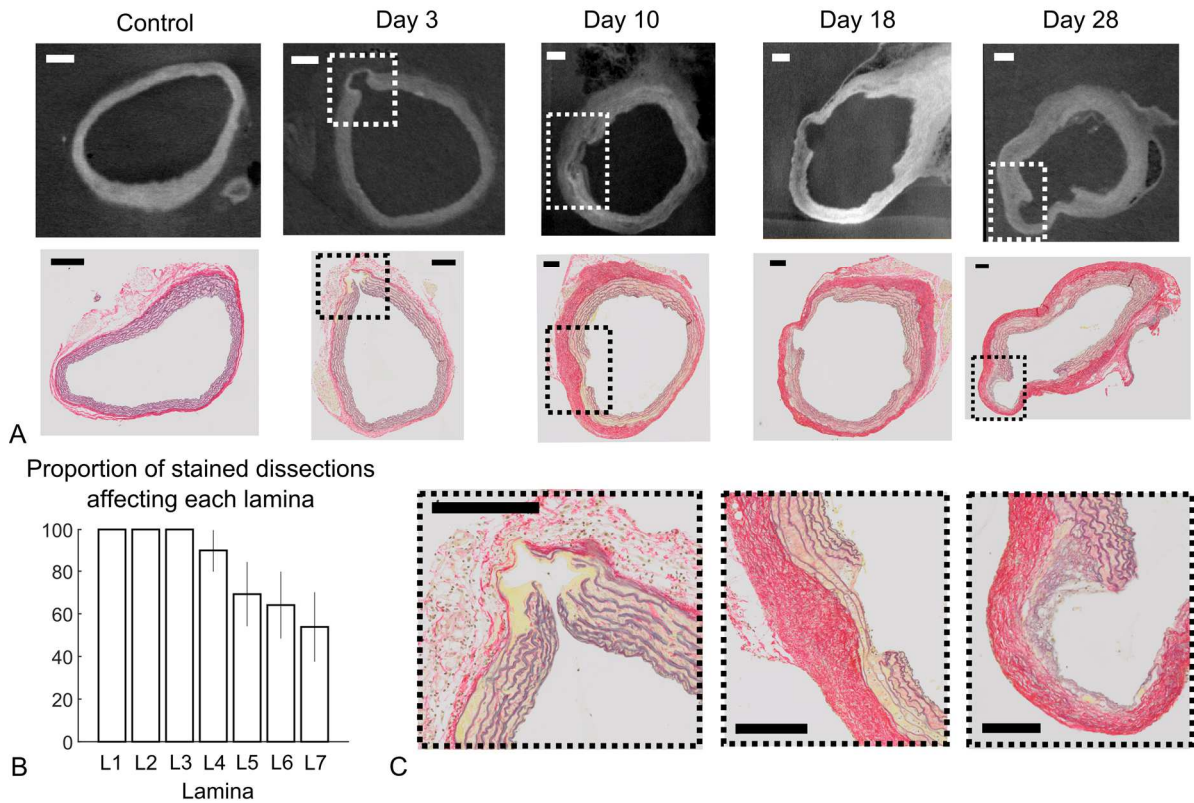 Control Day 3 Day 10 Day 18 Day 28
A
Proportion of stained dissections
affecting each lamina
100
80
60
40
20
0
L1 L2 L3 L4 L5 L6 L7
Lamina
B
C